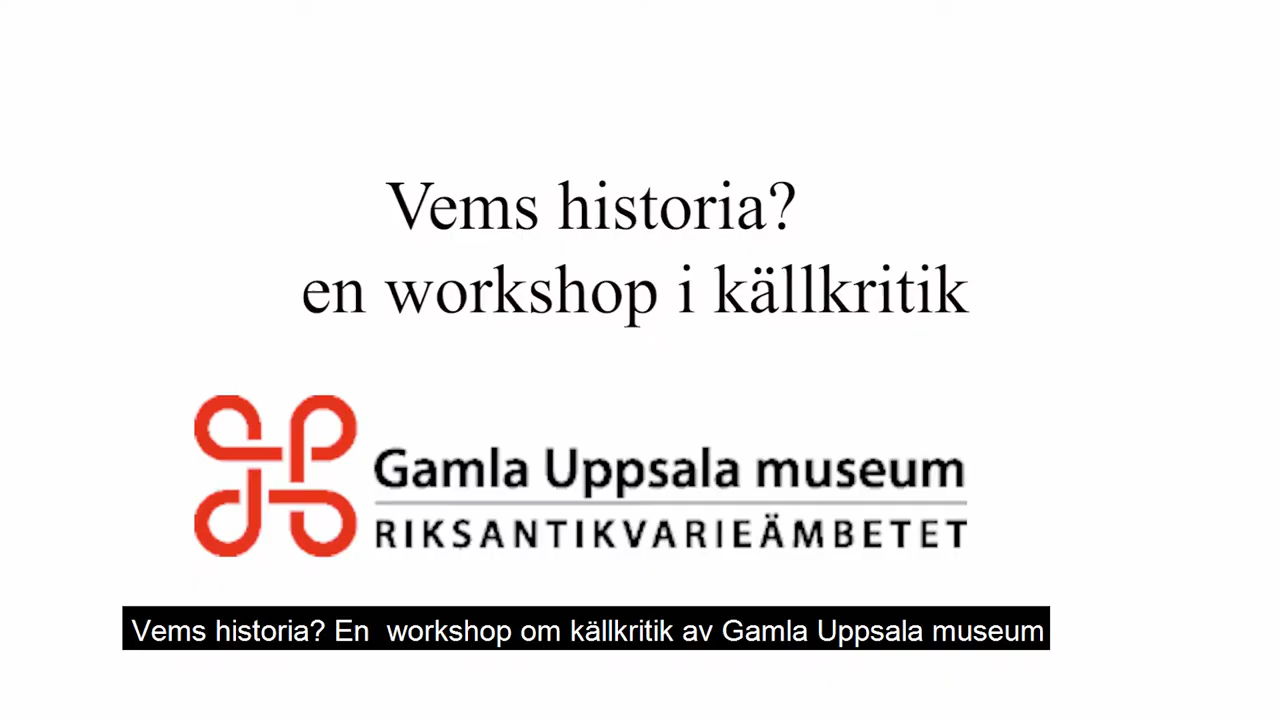 Vems historia?
en workshop i källkritik
Gamla Uppsala museum
RIKSANTIKVARIEÄMBETET
Vems historia? En  workshop om källkritik av Gamla Uppsala museum